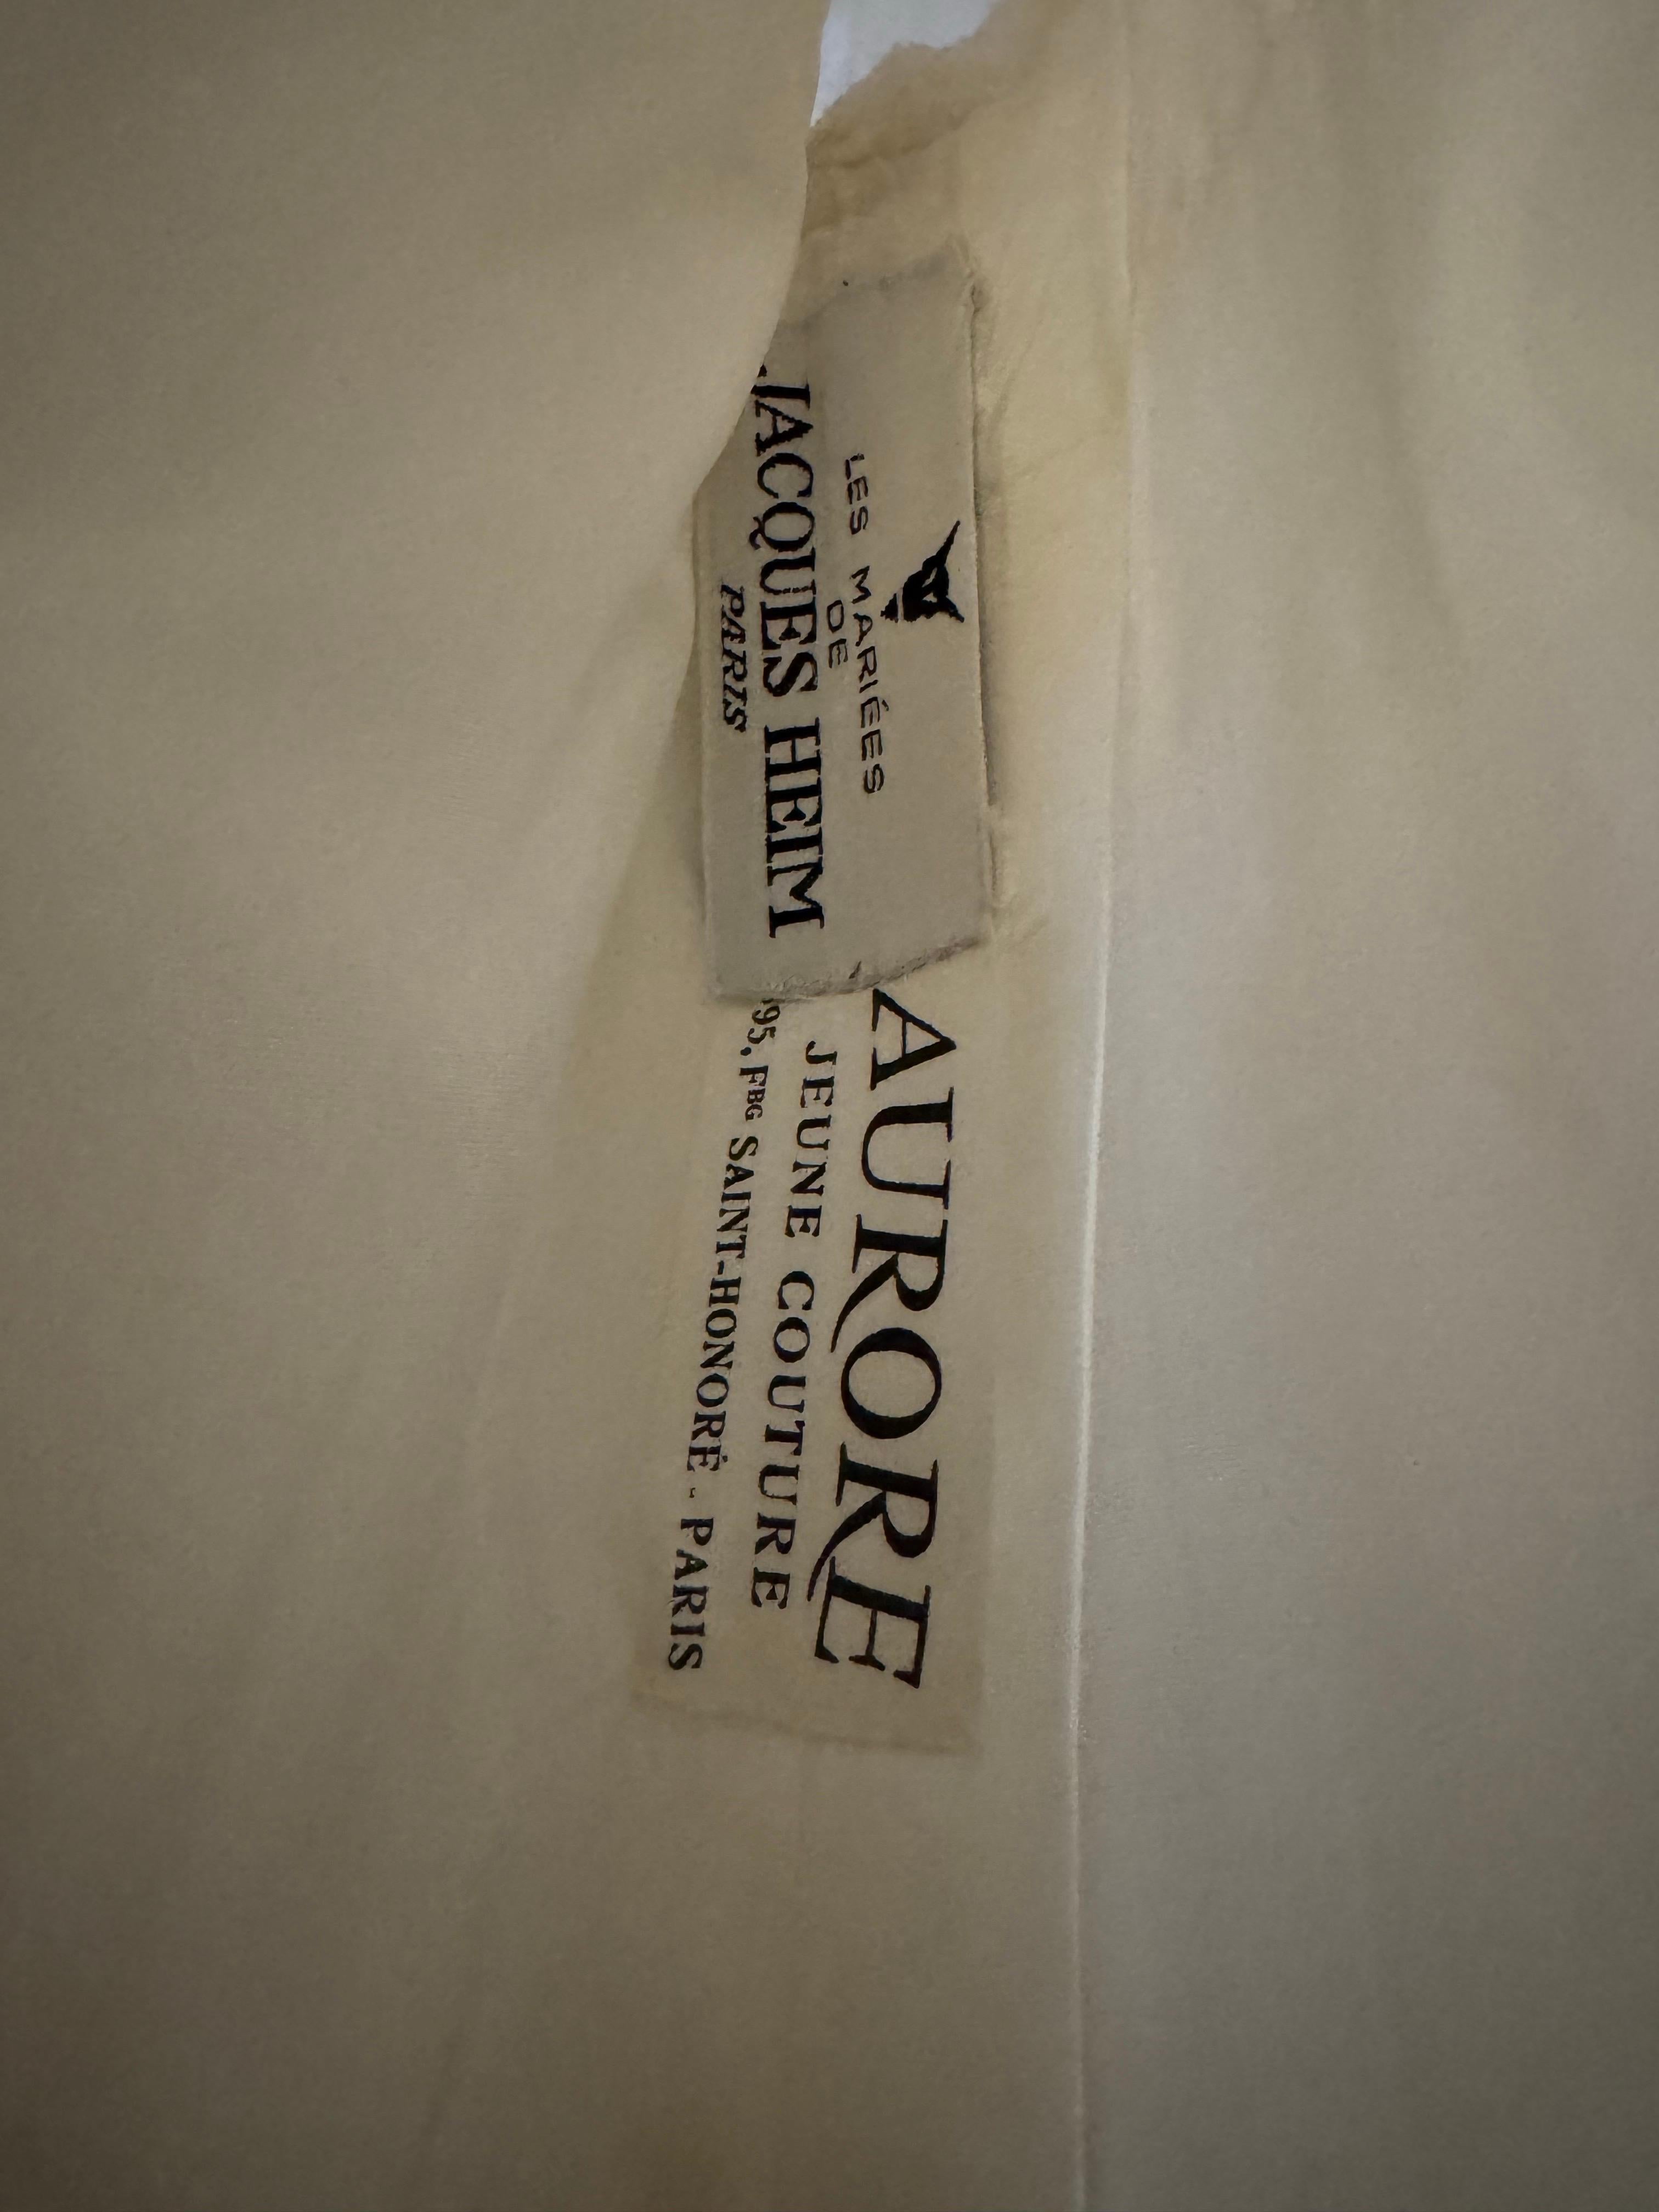 LES MARIÉES
DE
JACQUES HEIM
PARIS
AURORE
JEUNE COUTURE
95, FBG SAINT-HONORÉ - PARIS